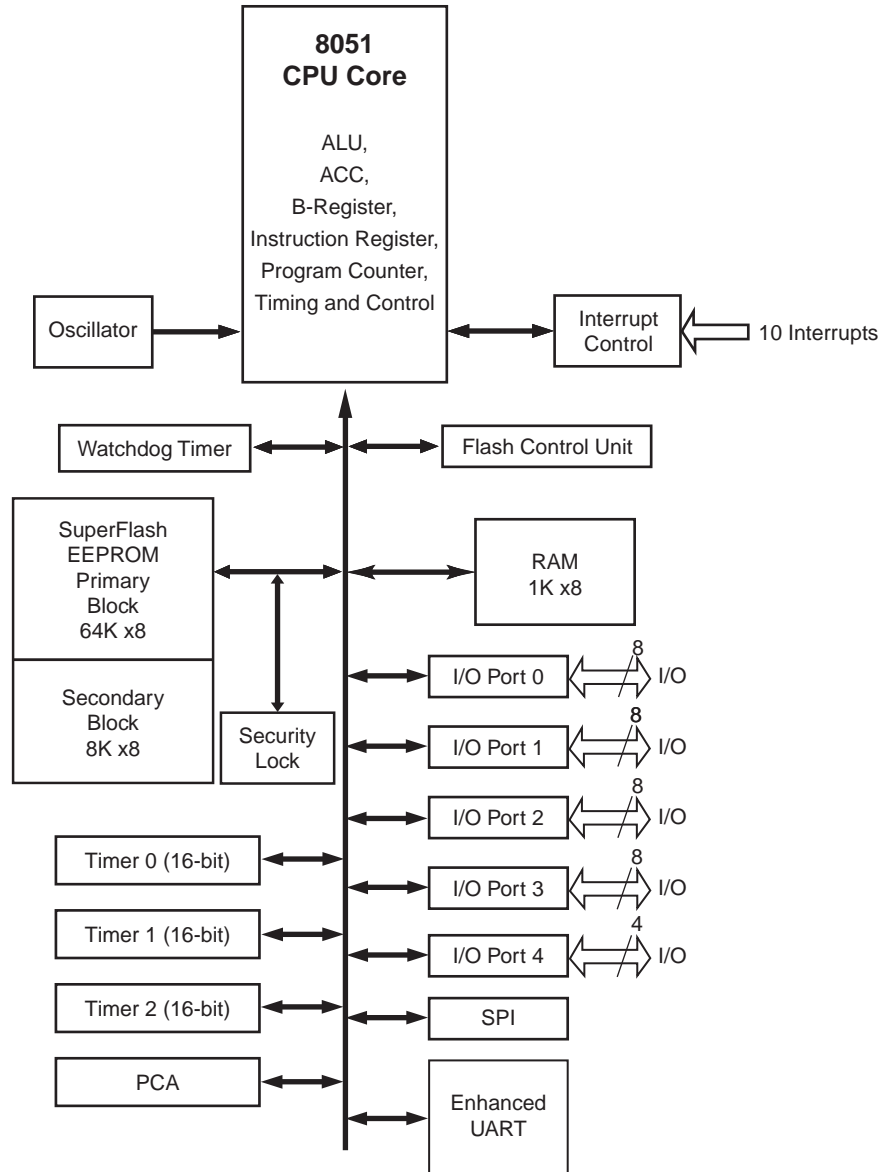 8051
CPU Core
ALU,
ACC,
B-Register,
Instruction Register,
Program Counter,
Timing and Control
Oscillator
Interrupt
Control
10 Interrupts
Watchdog Timer
Flash Control Unit
SuperFlash
EEPROM
Primary
Block
64K x8
RAM
1K x8
Secondary
Block
8K x8
Security
Lock
8
I/O Port 0
I/O
8
I/O Port 1
I/O
8
I/O Port 2
I/O
8
I/O Port 3
I/O
4
I/O Port 4
I/O
Timer 0 (16-bit)
Timer 1 (16-bit)
Timer 2 (16-bit)
SPI
PCA
Enhanced
UART